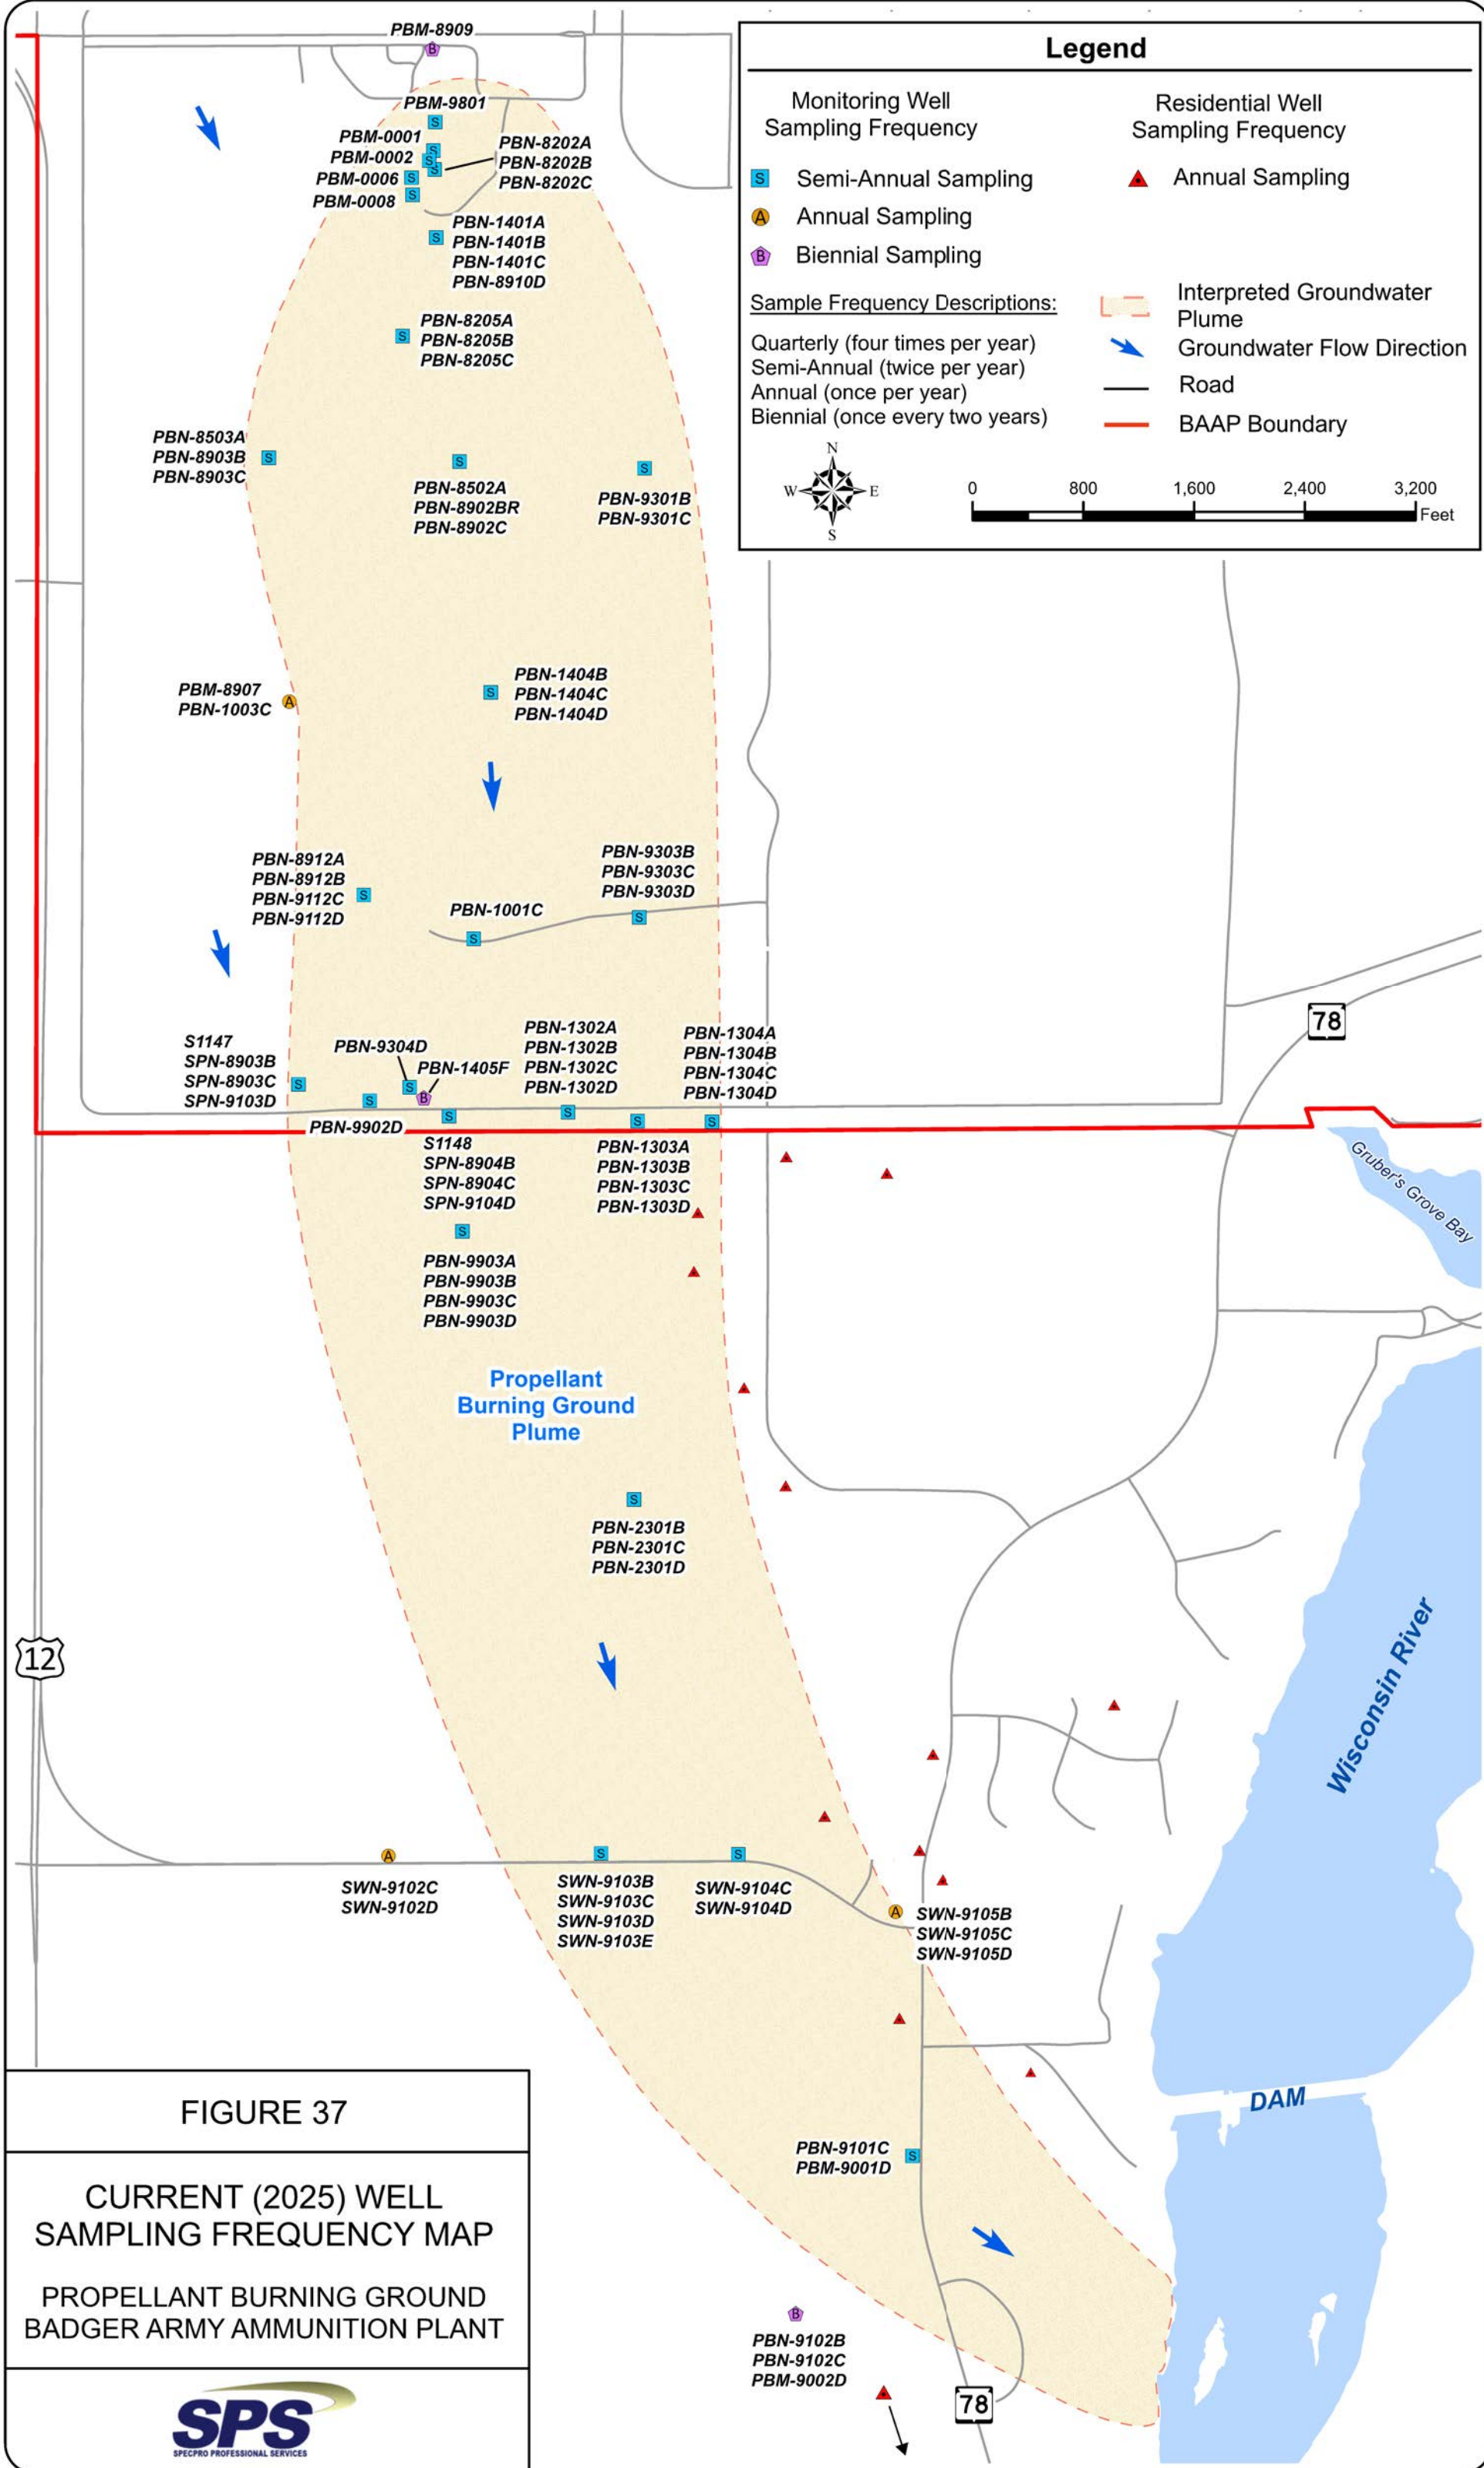 PBM-8909
B
PBM-9801
S
PBM-0001
S
PBM-0002
S
PBM-0006
S
PBM-0008
S
S
PBN-8202A
PBN-8202B
PBN-8202C
S
PBN-1401A
PBN-1401B
PBN-1401C
PBN-8910D
S
PBN-8205A
PBN-8205B
PBN-8205C
PBN-8503A
PBN-8903B
PBN-8903C
S
S
PBN-8502A
PBN-8902BR
PBN-8902C
S
PBN-9301B
PBN-9301C
Legend
Monitoring Well
Sampling Frequency
S Semi-Annual Sampling
A Annual Sampling
B Biennial Sampling
Residential Well
Sampling Frequency
Annual Sampling
Sample Frequency Descriptions:
Quarterly (four times per year)
Semi-Annual (twice per year)
Annual (once per year)
Biennial (once every two years)
Interpreted Groundwater
Plume
Groundwater Flow Direction
Road
BAAP Boundary
N
W E
S
0 800 1,600 2,400 3,200
Feet
PBM-8907
PBN-1003C
A
S
PBN-1404B
PBN-1404C
PBN-1404D
PBN-8912A
PBN-8912B
PBN-9112C
PBN-9112D
S
PBN-1001C
S
PBN-9303B
PBN-9303C
PBN-9303D
S
78
S1147
SPN-8903B
SPN-8903C
SPN-9103D
S
PBN-9304D
S
PBN-1405F
B
S
PBN-9902D
PBN-1302A
PBN-1302B
PBN-1302C
PBN-1302D
S
PBN-1304A
PBN-1304B
PBN-1304C
PBN-1304D
S
S
S1148
SPN-8904B
SPN-8904C
SPN-9104D
S
PBN-1303A
PBN-1303B
PBN-1303C
PBN-1303D
Gruber's Grove Bay
S
PBN-9903A
PBN-9903B
PBN-9903C
PBN-9903D
Propellant
Burning Ground
Plume
S
PBN-2301B
PBN-2301C
PBN-2301D
12
Wisconsin River
A
SWN-9102C
SWN-9102D
S
SWN-9103B
SWN-9103C
SWN-9103D
SWN-9103E
S
SWN-9104C
SWN-9104D
A
SWN-9105B
SWN-9105C
SWN-9105D
DAM
PBN-9101C
PBM-9001D
S
B
PBN-9102B
PBN-9102C
PBM-9002D
78
FIGURE 37
CURRENT (2025) WELL
SAMPLING FREQUENCY MAP
PROPELLANT BURNING GROUND
BADGER ARMY AMMUNITION PLANT
SPS
SPECPRO PROFESSIONAL SERVICES